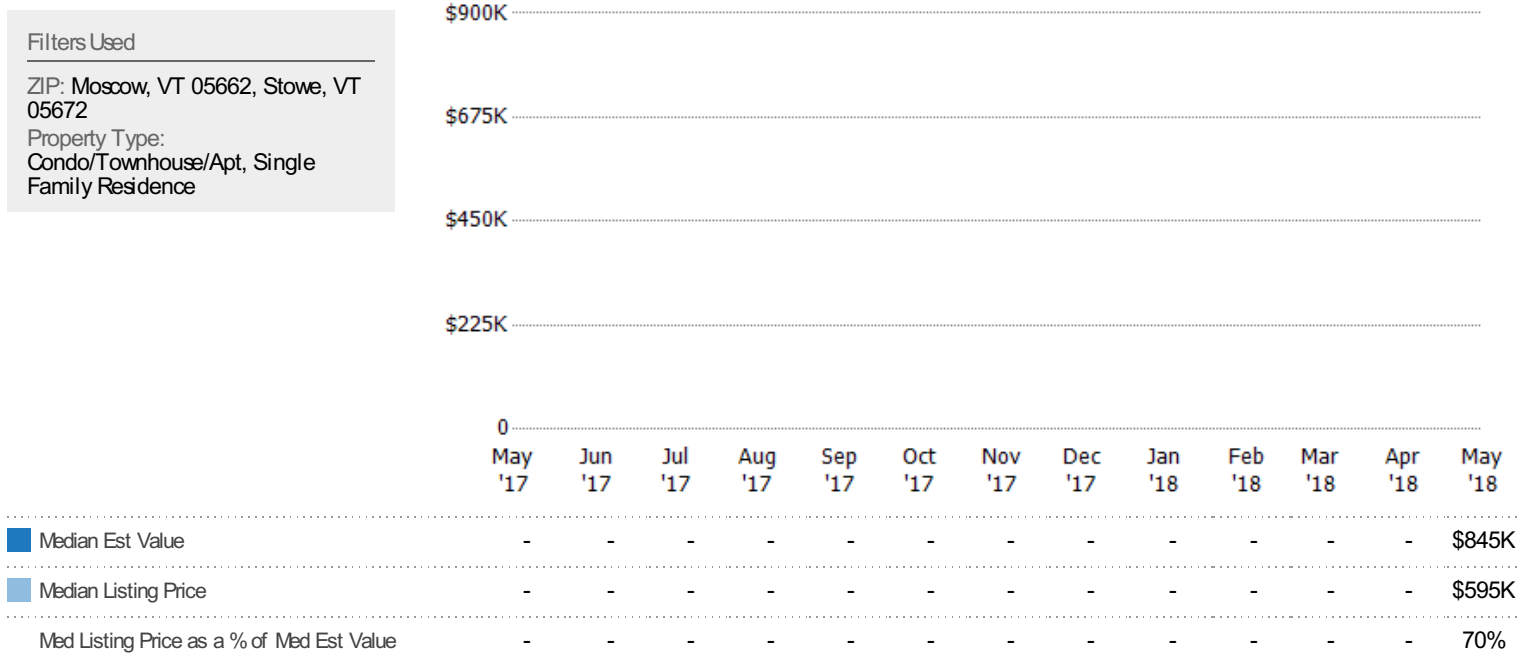 Filters Used
ZIP: Moscow, VT 05662, Stowe, VT
05672
Property Type:
Condo/Townhouse/Apt, Single
Family Residence
$900K
$675K
$450K
$225K
0
May Jun Jul Aug Sep Oct Nov Dec Jan Feb Mar Apr May
'17 '17 '17 '17 '17 '17 '17 '17 '18 '18 '18 '18 '18
Median Est Value - - - - - - - - - - - - $845K
Median Listing Price - - - - - - - - - - - - $595K
Med Listing Price as a % of Med Est Value - - - - - - - - - - - - 70%